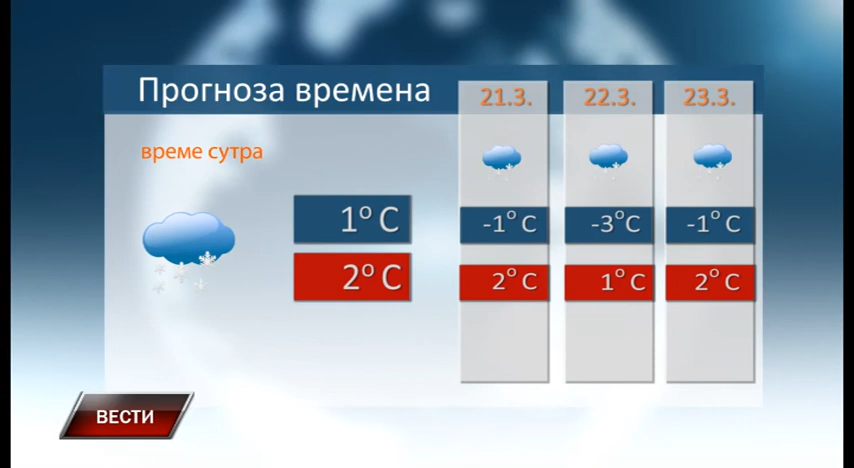 Прогноза времена
време сутра
1° C
2° C
21.3. 22.3. 23.3.
-1° C -3°C -1° C
2° C 1° C 2° C
ВЕСТИ